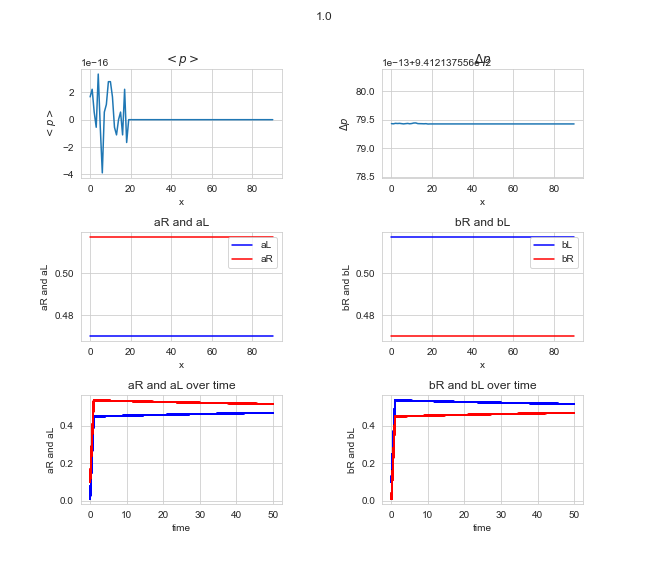 1.0
1e−16
< p >
< p >
2
0
−2
−4
0 20 40 60 80
x
1e−13+9.412137556e−2
Δp
Δp
80.0
79.5
79.0
78.5
0 20 40 60 80
x
aR and aL
aR and aL
0.50
0.48
aL
aR
0 20 40 60 80
x
bR and bL
bR and bL
0.50
0.48
bL
bR
0 20 40 60 80
x
aR and aL over time
aR and aL
0.4
0.2
0.0
0 10 20 30 40 50
time
bR and bL over time
bR and bL
0.4
0.2
0.0
0 10 20 30 40 50
time